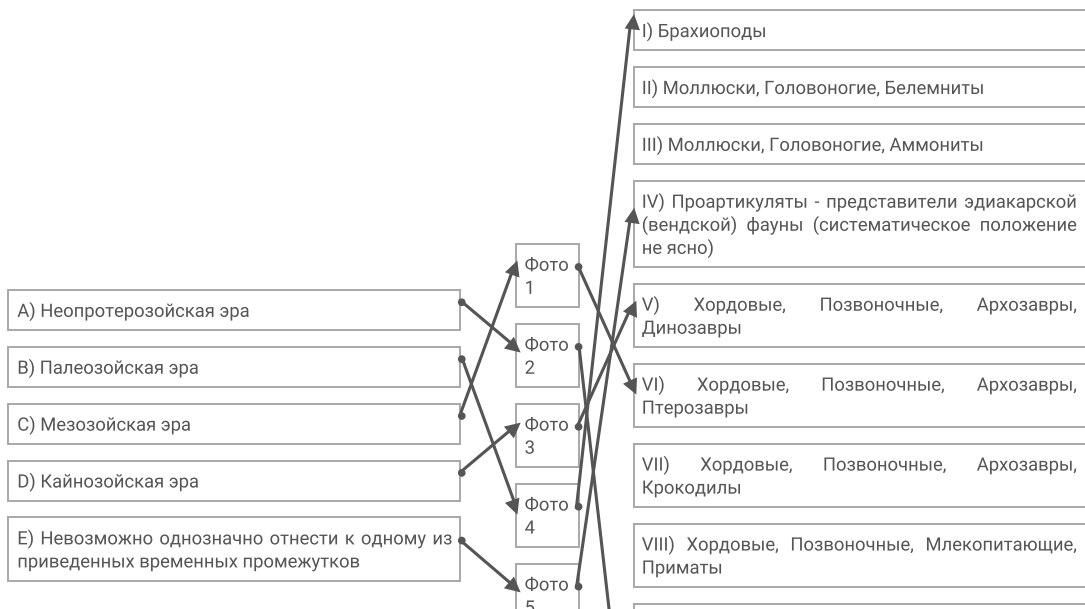 A) Неопротерозойская эра
B) Палеозойская эра
C) Мезозойская эра
D) Кайнозойская эра
E) Невозможно однозначно отнести к одному из
приведенных временных промежутков
Фото
1
Фото
2
Фото
3
Фото
4
Фото
5
I) Брахиоподы
II) Моллюски, Головоногие, Белемниты
III) Моллюски, Головоногие, Аммониты
IV) Проартикуляты - представители эдиакарской
(вендской) фауны (систематическое положение
не ясно)
V) Хордовые, Позвоночные, Архозавры,
Динозавры
VI) Хордовые, Позвоночные, Архозавры,
Птерозавры
VII) Хордовые, Позвоночные, Архозавры,
Крокодилы
VIII) Хордовые, Позвоночные, Млекопитающие,
Приматы